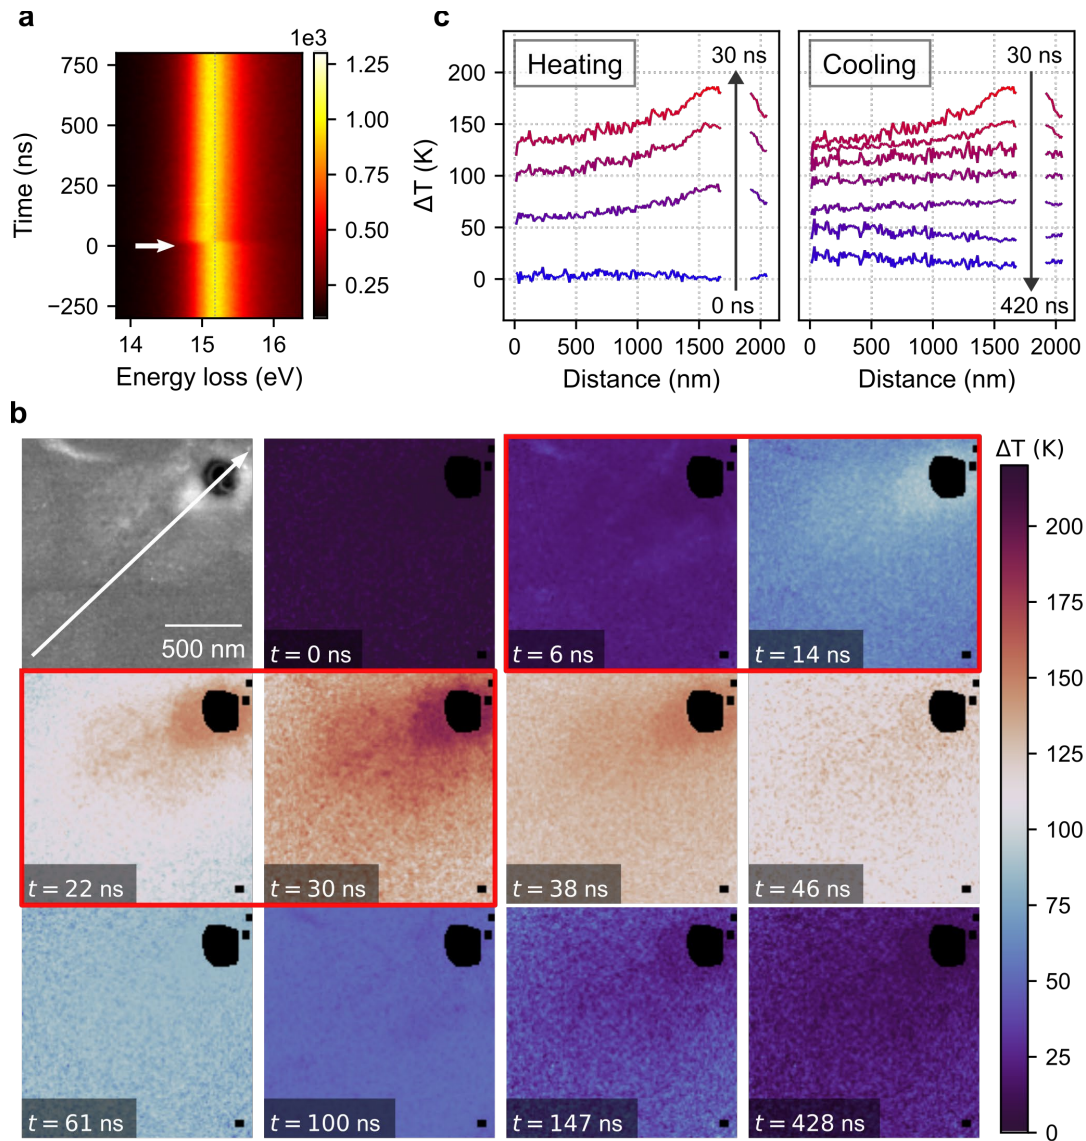 a
1e3
750
500
250
0
−250
Time (ns)
14
15
16
Energy loss (eV)
1.25
1.00
0.75
0.50
0.25
c
Heating
30 ns
0 ns
200
150
100
50
0
ΔT (K)
0
500
1000
1500
2000
Distance (nm)
Cooling
30 ns
420 ns
0
500
1000
1500
2000
Distance (nm)
b
500 nm
t = 0 ns
t = 6 ns
t = 14 ns
t = 22 ns
t = 30 ns
t = 38 ns
t = 46 ns
t = 61 ns
t = 100 ns
t = 147 ns
t = 428 ns
ΔT (K)
200
175
150
125
100
75
50
25
0